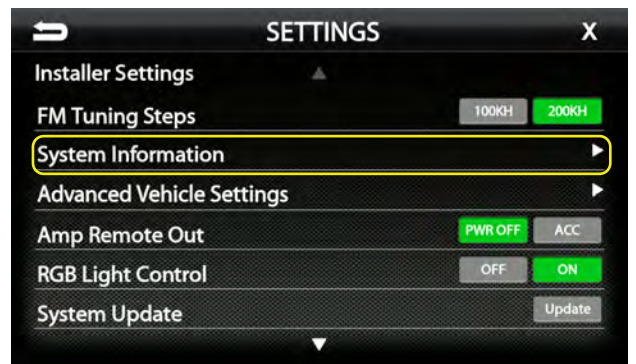 SETTINGS X
Installer Settings
FM Tuning Steps 100KH 200KH
System Information
Advanced Vehicle Settings
Amp Remote Out PWR OFF ACC
RGB Light Control OFF ON
System Update Update